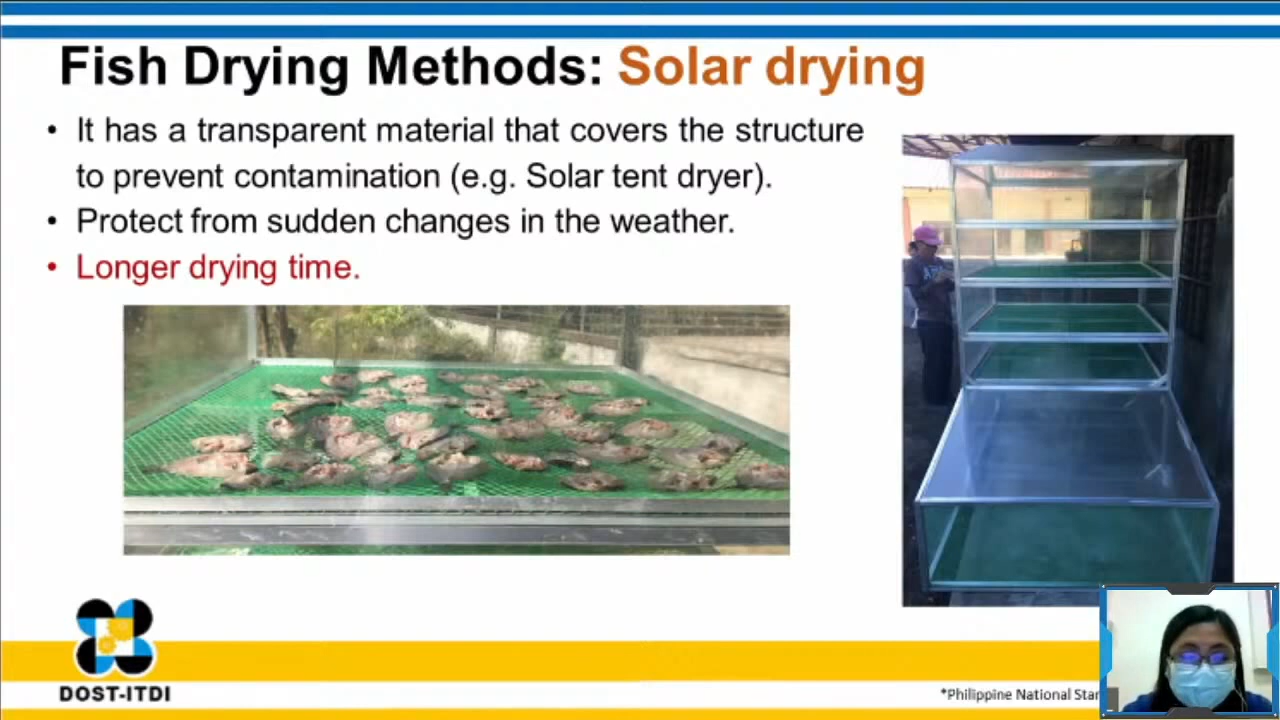 Fish Drying Methods: Solar drying
• It has a transparent material that covers the structure
to prevent contamination (e.g. Solar tent dryer).
• Protect from sudden changes in the weather.
• Longer drying time.
DOST-ITDI
*Philippine National